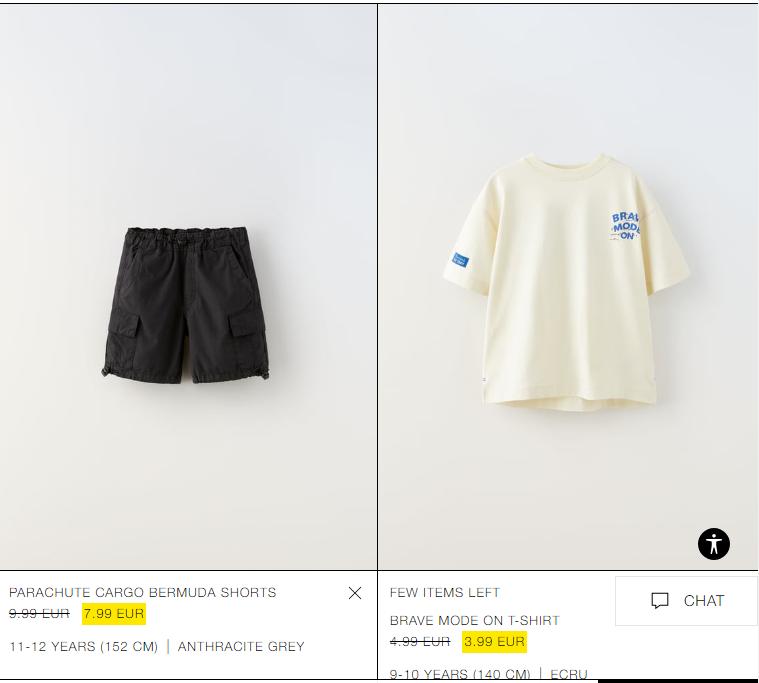 BRAVE
MODE
ON
PARACHUTE CARGO BERMUDA SHORTS
9.99 EUR 7.99 EUR
11-12 YEARS (152 CM) | ANTHRACITE GREY
FEW ITEMS LEFT
CHAT
BRAVE MODE ON T-SHIRT
4.99 EUR 3.99 EUR
9-10 YEARS (140 CM) | ECRU